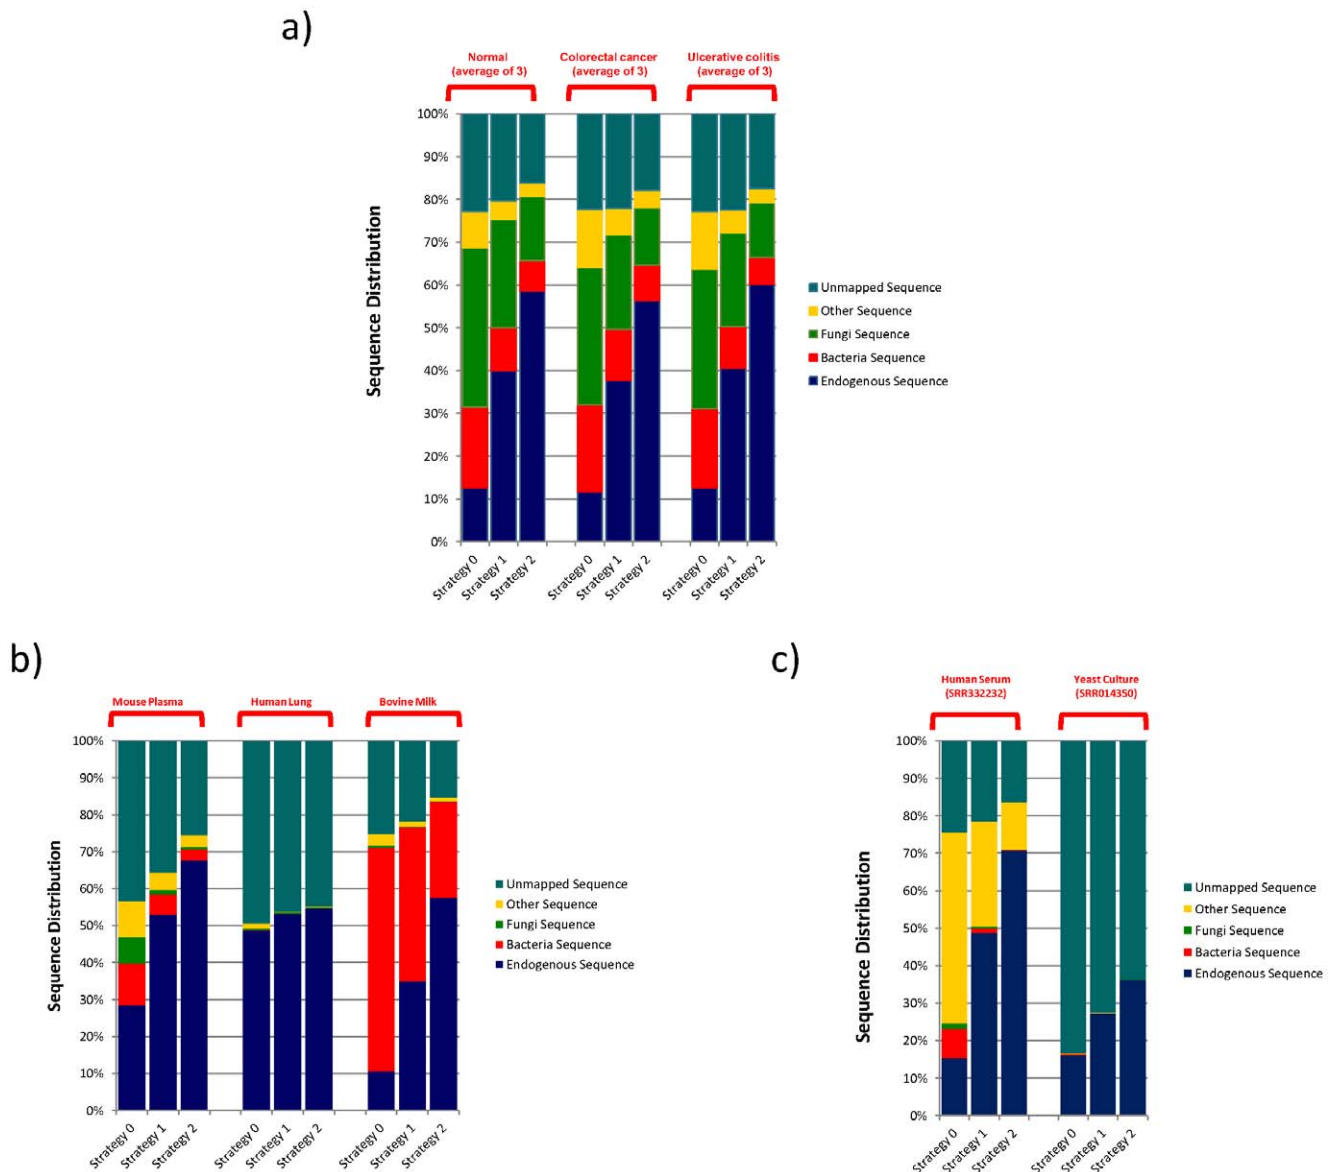 a)
Normal
(average of 3)
Colorectal cancer
(average of 3)
Ulcerative colitis
(average of 3)
100%
90%
80%
70%
60%
50%
40%
30%
20%
10%
0%
Sequence Distribution
Strategy 0
Strategy 1
Strategy 2
Strategy 0
Strategy 1
Strategy 2
Strategy 0
Strategy 1
Strategy 2
Unmapped Sequence
Other Sequence
Fungi Sequence
Bacteria Sequence
Endogenous Sequence
b)
Mouse Plasma
Human Lung
Bovine Milk
100%
90%
80%
70%
60%
50%
40%
30%
20%
10%
0%
Sequence Distribution
Strategy 0
Strategy 1
Strategy 2
Strategy 0
Strategy 1
Strategy 2
Strategy 0
Strategy 1
Strategy 2
Unmapped Sequence
Other Sequence
Fungi Sequence
Bacteria Sequence
Endogenous Sequence
c)
Human Serum
(SRR332232)
Yeast Culture
(SRR014350)
100%
90%
80%
70%
60%
50%
40%
30%
20%
10%
0%
Sequence Distribution
Strategy 0
Strategy 1
Strategy 2
Strategy 0
Strategy 1
Strategy 2
Unmapped Sequence
Other Sequence
Fungi Sequence
Bacteria Sequence
Endogenous Sequence